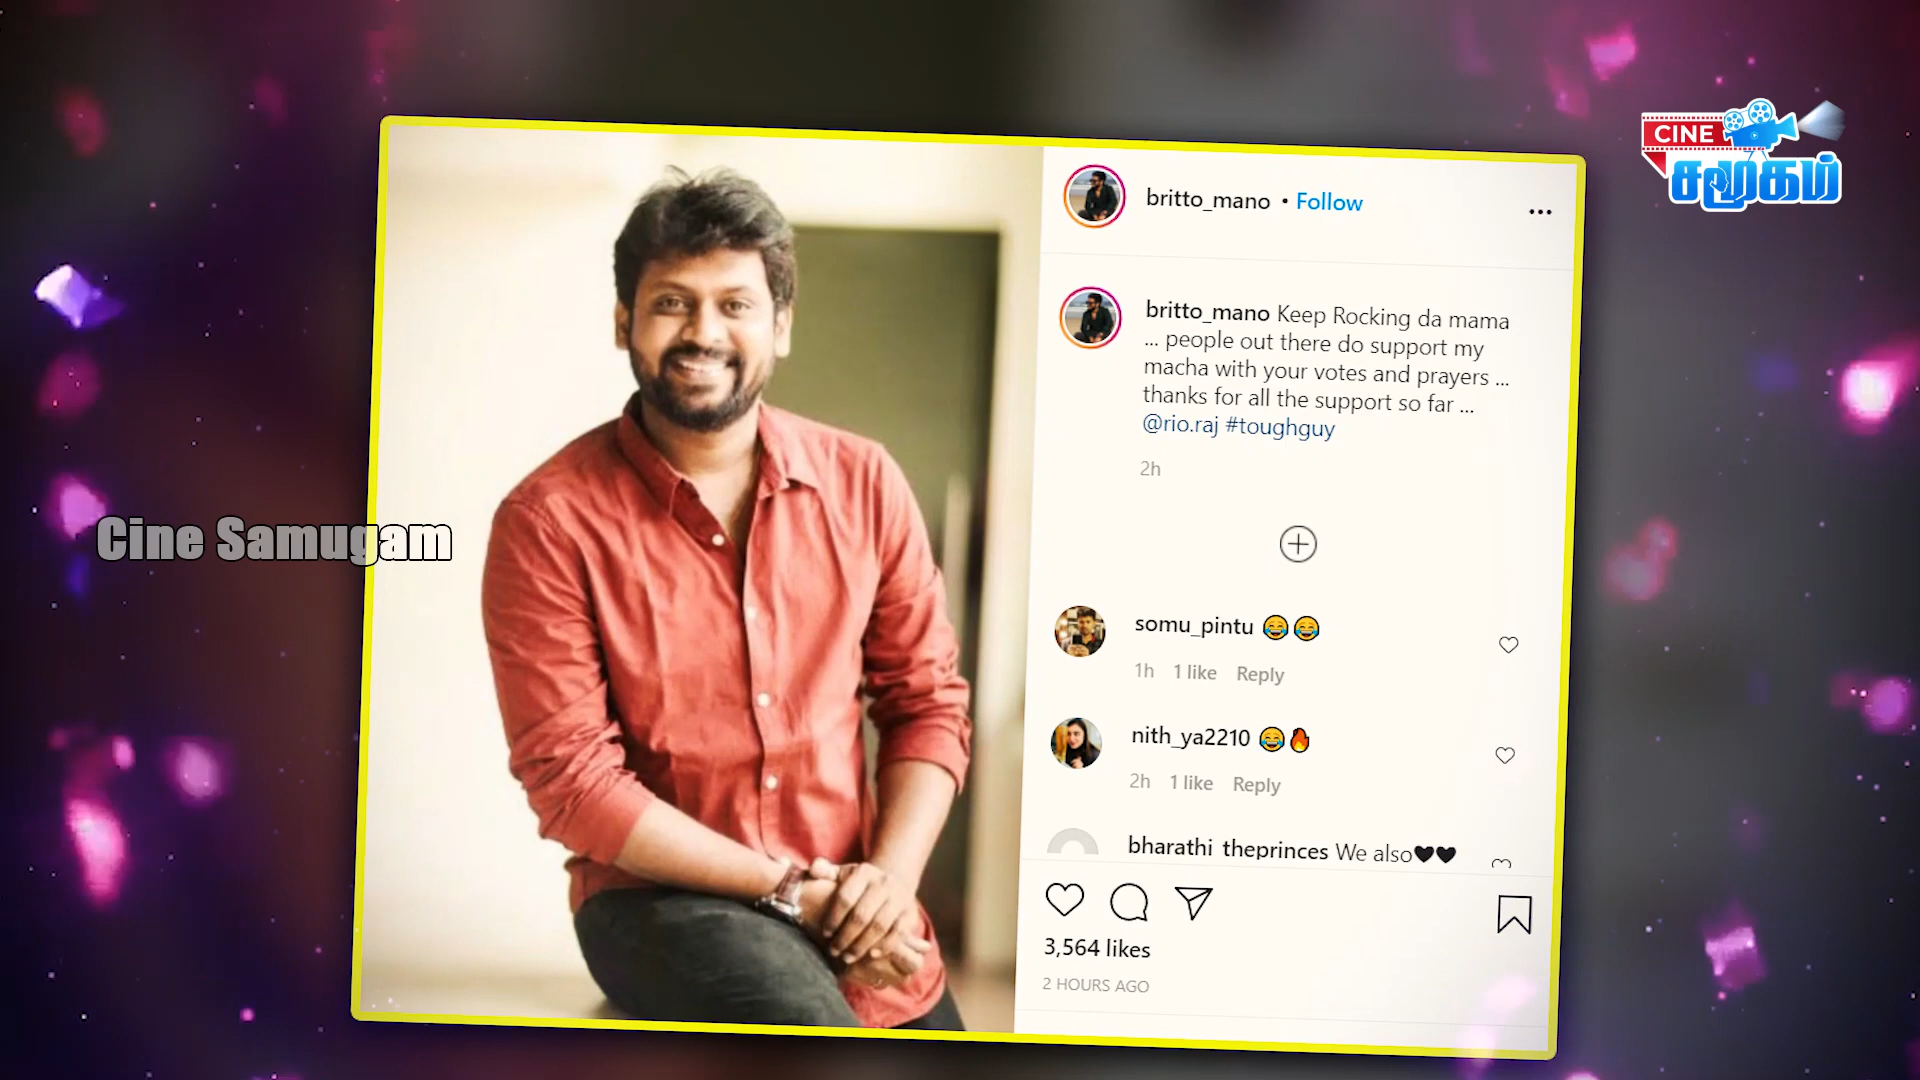 CINE
சமூகம்
britto_mano • Follow
britto_mano Keep Rocking da mama
... people out there do support my
macha with your votes and prayers ...
thanks for all the support so far ...
@rio.raj #toughguy
2h
Cine Samugam
somu_pintu 😂😂
1h 1 like Reply
nith_ya2210 😂🔥
2h 1 like Reply
bharathi_theprinces We also🖤🖤
3,564 likes
2 HOURS AGO